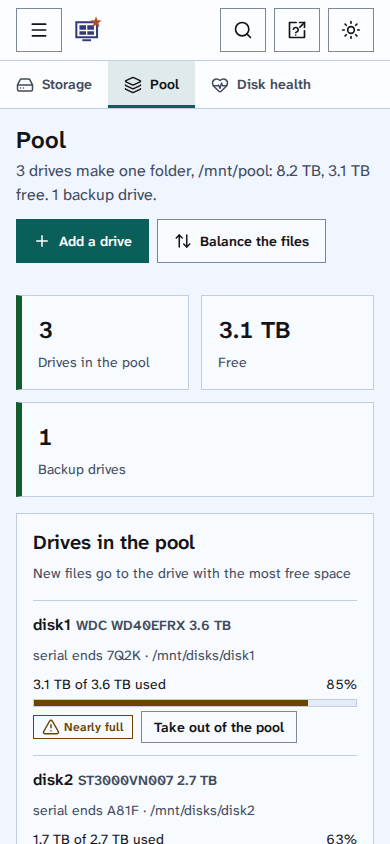 Storage
Pool
Disk health
Pool
3 drives make one folder, /mnt/pool: 8.2 TB, 3.1 TB
free. 1 backup drive.
Add a drive
Balance the files
3
Drives in the pool
3.1 TB
Free
1
Backup drives
Drives in the pool
New files go to the drive with the most free space
disk1 WDC WD40EFRX 3.6 TB
serial ends 7Q2K · /mnt/disks/disk1
3.1 TB of 3.6 TB used 85%
Nearly full
Take out of the pool
disk2 ST3000VN007 2.7 TB
serial ends A81F · /mnt/disks/disk2
1.7 TB of 2.7 TB used 63%